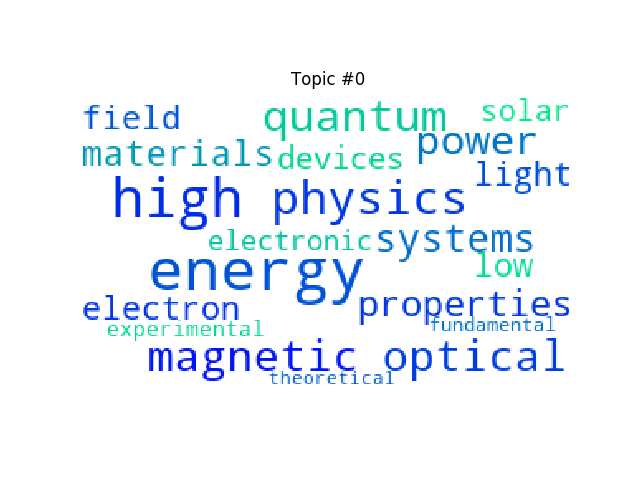 Topic #0
field quantum solar
materials devices power
high physics light
electronic systems
energy low
electron properties
experimental fundamental
magnetic optical
theoretical